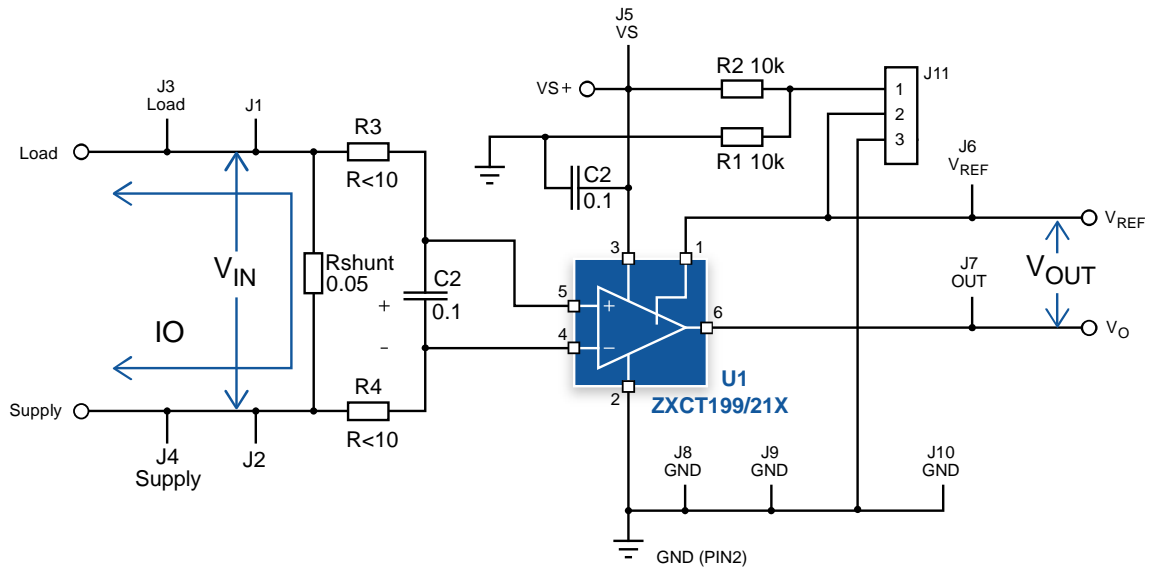 J5
VS
J3
Load
J1
R3
R<10
Load
VS+
R2 10k
J11
1
2
3
R1 10k
C2
0.1
J6
VREF
VREF
VIN
Rshunt
0.05
C2
0.1
+
-
IO
3
1
5
+
4
−
6
2
J7
OUT
VOUT
VO
U1
ZXCT199/21X
R4
R<10
Supply
J4
Supply
J2
J8
GND
J9
GND
J10
GND
GND (PIN2)